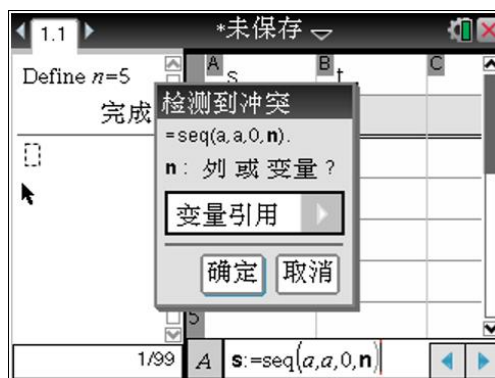 1.1
*未保存
Define n=5
完成
A s
B t
C
检测到冲突
=seq(a,a,0,n).
n: 列 或 变量？
变量引用
确定 取消
5
1/99
A s:=seq(a,a,0,n)